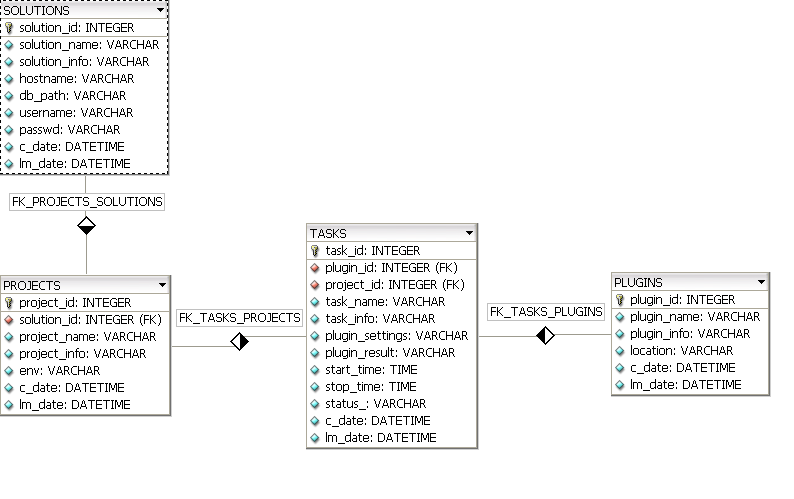 SOLUTIONS
solution_id: INTEGER
solution_name: VARCHAR
solution_info: VARCHAR
hostname: VARCHAR
db_path: VARCHAR
username: VARCHAR
passwd: VARCHAR
c_date: DATETIME
lm_date: DATETIME
FK_PROJECTS_SOLUTIONS
PROJECTS
project_id: INTEGER
solution_id: INTEGER (FK)
project_name: VARCHAR
project_info: VARCHAR
env: VARCHAR
c_date: DATETIME
lm_date: DATETIME
FK_TASKS_PROJECTS
TASKS
task_id: INTEGER
plugin_id: INTEGER (FK)
project_id: INTEGER (FK)
task_name: VARCHAR
task_info: VARCHAR
plugin_settings: VARCHAR
plugin_result: VARCHAR
start_time: TIME
stop_time: TIME
status_: VARCHAR
c_date: DATETIME
lm_date: DATETIME
FK_TASKS_PLUGINS
PLUGINS
plugin_id: INTEGER
plugin_name: VARCHAR
plugin_info: VARCHAR
location: VARCHAR
c_date: DATETIME
lm_date: DATETIME